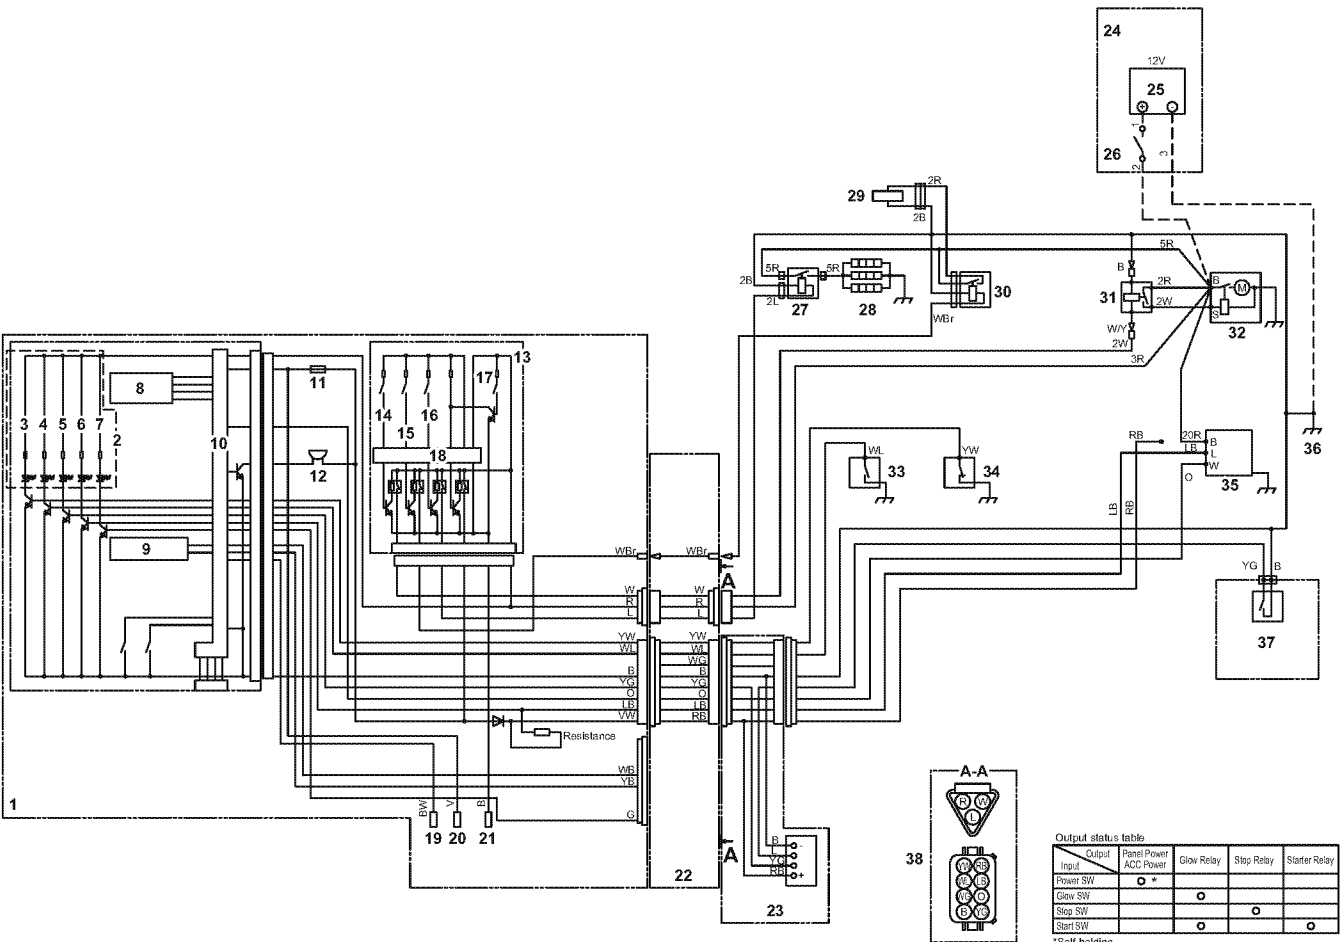 24
12V
25
+
-
1
26
2
3
29
2R
2B
5R
5R
5R
2B
2L
27
28
30
WBr
B
31
2R
2W
W/Y
2W
3R
B
S
M
32
1
2
3
4
5
6
7
8
9
10
11
12
13
14
15
16
17
18
RB
20R
LB
B
L
W
O
35
36
WL
33
YW
34
LB
RB
WBr
WBr
A
W
R
L
W
R
L
YW
WL
B
YG
O
LB
VW
YW
WL
WG
B
YG
O
LB
RB
Resistance
WB
YB
G
BW
V
B
19
20
21
22
A
B
L
YG
RB
-
+
23
YG
B
37
A-A
R
W
L
38
YW
RB
WL
LB
WG
O
B
YG
Output status table
Output
Input
Panel Power
ACC Power
Glow Relay
Stop Relay
Starter Relay
Power SW
*
Glow SW
Stop SW
Start SW
*Self holding